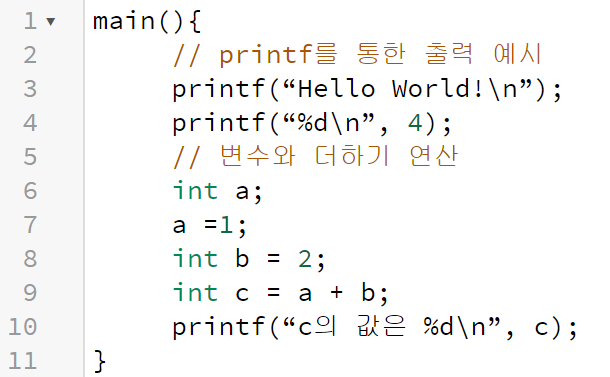 1 main(){
2 // printf를 통한 출력 예시
3 printf(“Hello World!\n”);
4 printf(“%d\n”, 4);
5 // 변수와 더하기 연산
6 int a;
7 a =1;
8 int b = 2;
9 int c = a + b;
10 printf(“c의 값은 %d\n”, c);
11 }